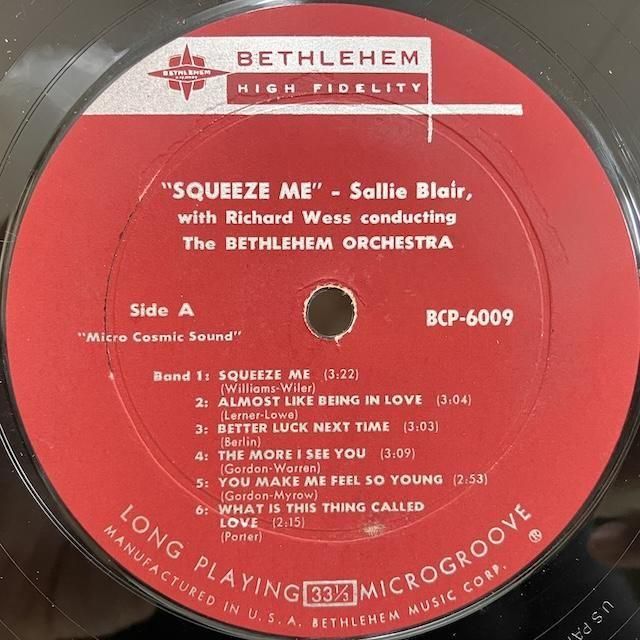 BETHLEHEM
BETHLEHEM
HIGH FIDELITY
"SQUEEZE ME" - Sallie Blair,
with Richard Wess conducting
The BETHLEHEM ORCHESTRA
Side A
BCP-6009
"Micro Cosmic Sound"
Band 1: SQUEEZE ME (3:22)
(Williams-Wiler)
2: ALMOST LIKE BEING IN LOVE (3:04)
(Lerner-Lowe)
3: BETTER LUCK NEXT TIME (3:03)
(Berlin)
4: THE MORE I SEE YOU (3:09)
(Gordon-Warren)
5: YOU MAKE ME FEEL SO YOUNG (2:53)
(Gordon-Myrow)
6: WHAT IS THIS THING CALLED
LOVE (2:15)
(Porter)
LONG PLAYING 33⅓ MICROGROOVE ®
MANUFACTURED IN U.S.A. BETHLEHEM MUSIC CORP.